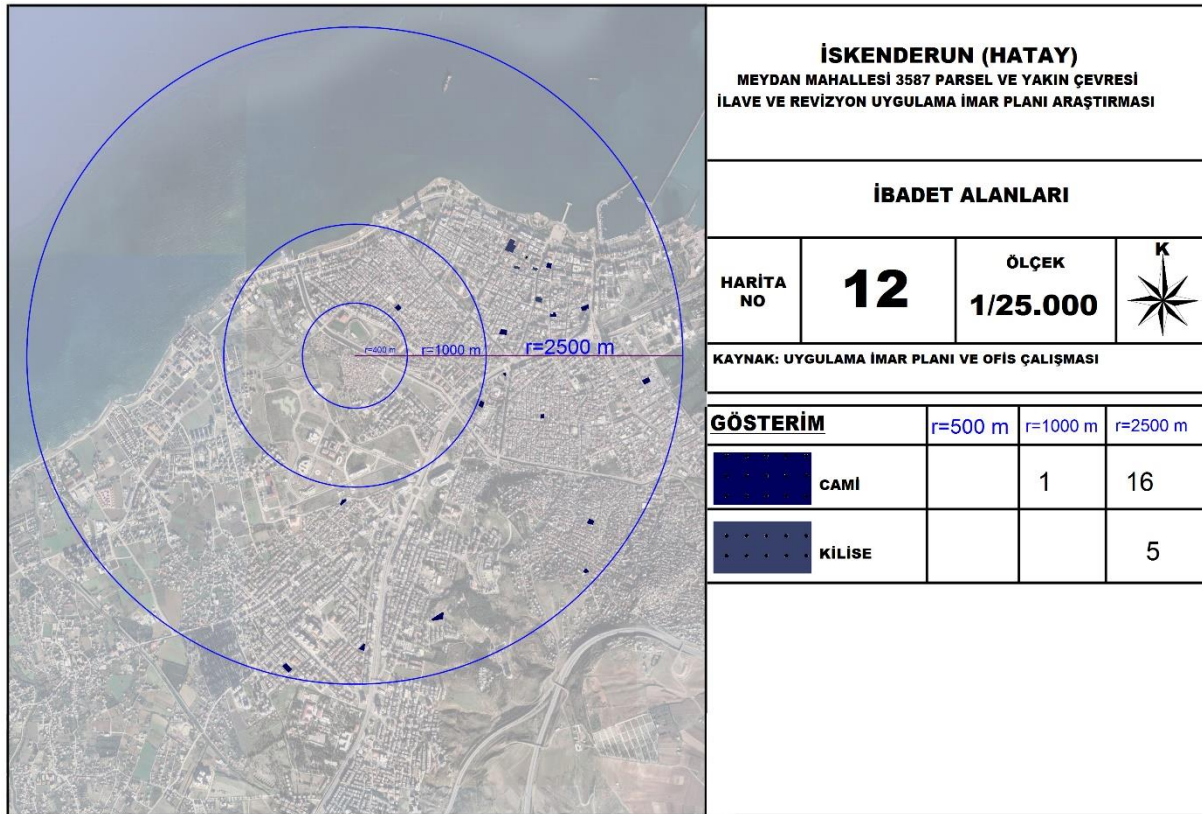 r=400 m
r=1000 m
r=2500 m
İSKENDERUN (HATAY)
MEYDAN MAHALLESİ 3587 PARSEL VE YAKIN ÇEVRESİ
İLAVE VE REVİZYON UYGULAMA İMAR PLANI ARAŞTIRMASI
İBADET ALANLARI
HARİTA
NO
12
ÖLÇEK
1/25.000
K
KAYNAK: UYGULAMA İMAR PLANI VE OFİS ÇALIŞMASI
GÖSTERİM r=500 m r=1000 m r=2500 m
CAMİ 1 16
KİLİSE 5